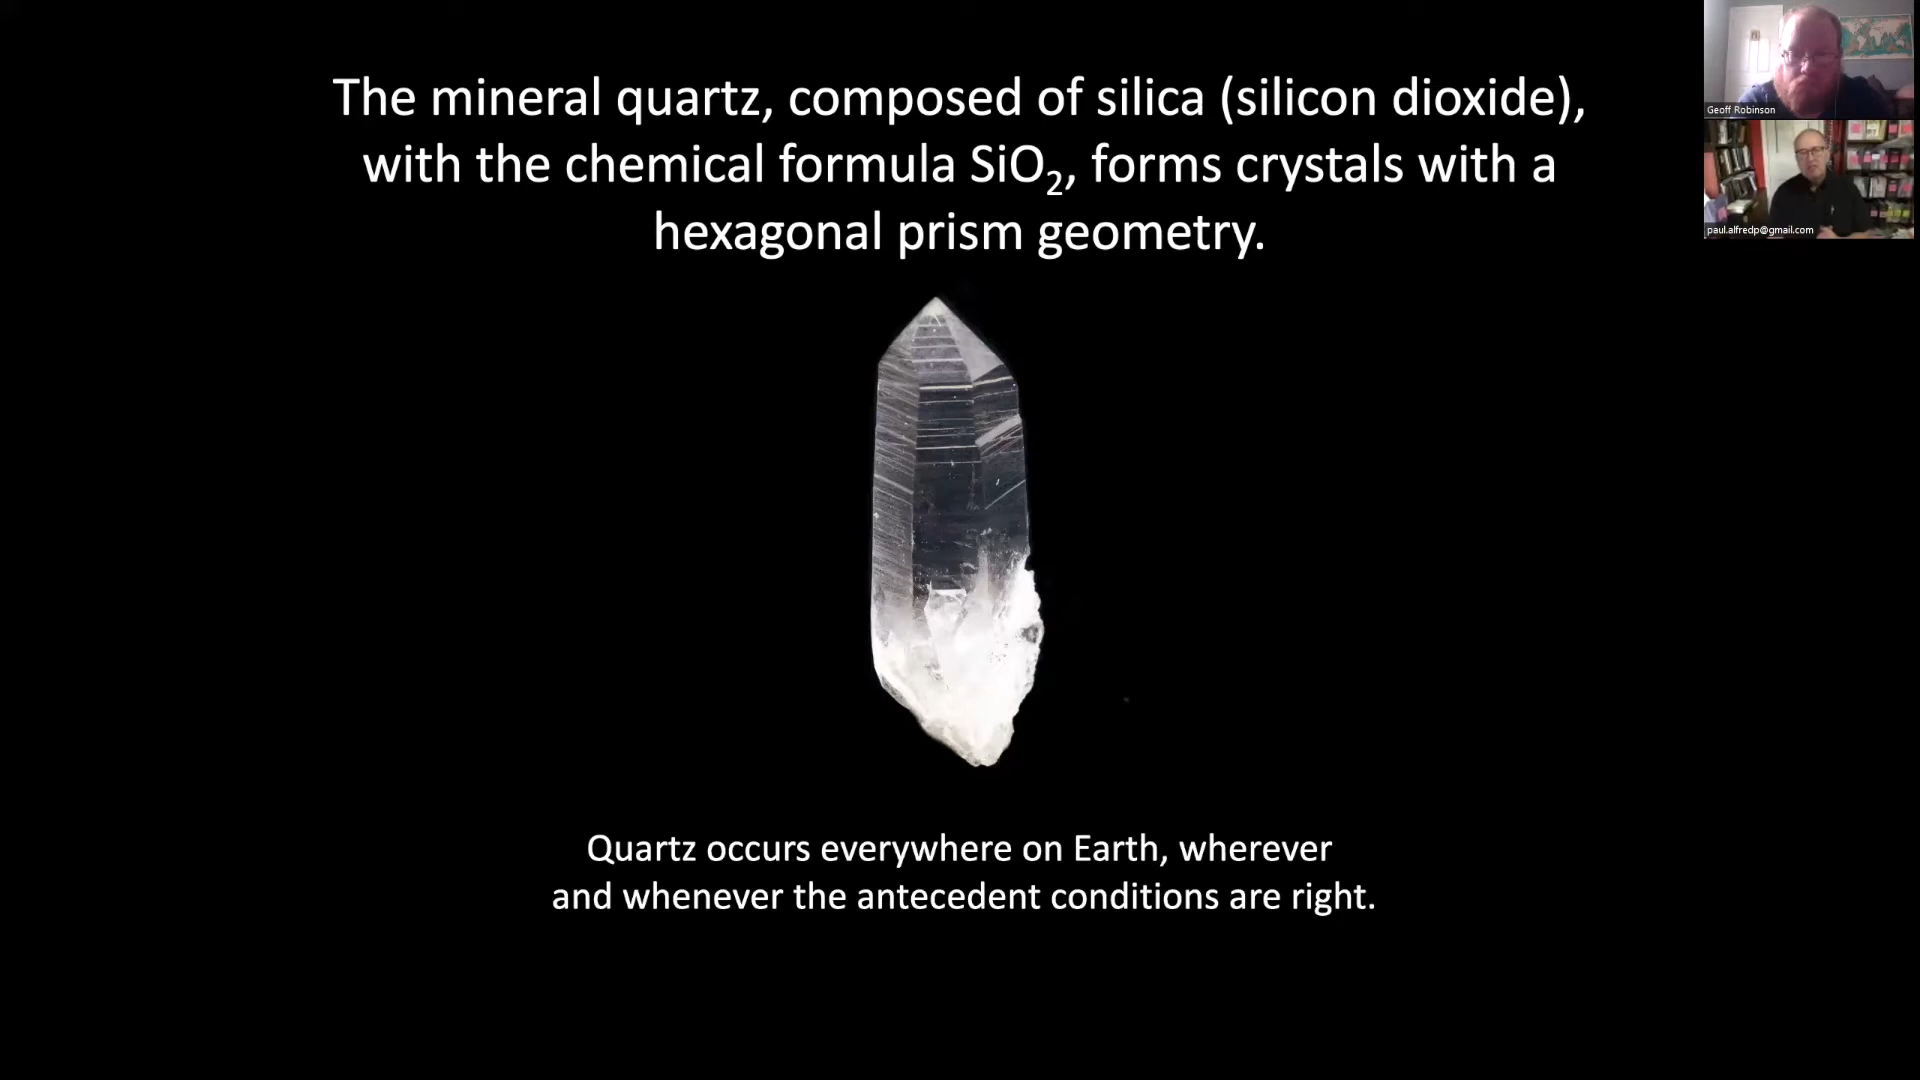 The mineral quartz, composed of silica (silicon dioxide),
with the chemical formula SiO₂, forms crystals with a
hexagonal prism geometry.
Quartz occurs everywhere on Earth, wherever
and whenever the antecedent conditions are right.
Geoff Robinson
paul.alfredp@gmail.com